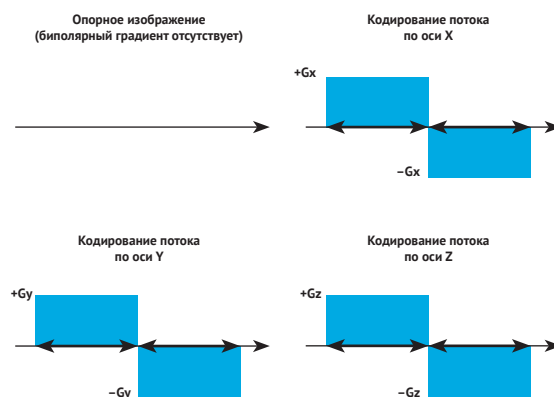 Опорное изображение
(биполярный градиент отсутствует)
Кодирование потока
по оси X
+Gx
−Gx
Кодирование потока
по оси Y
+Gy
−Gy
Кодирование потока
по оси Z
+Gz
−Gz